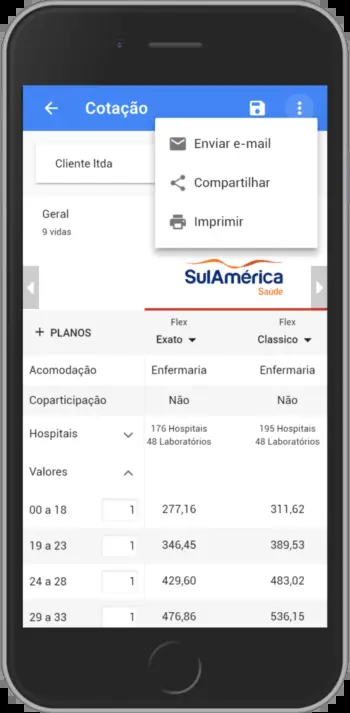 Cotação
Enviar e-mail
Compartilhar
Imprimir
Cliente ltda
Geral
9 vidas
SulAmérica
Saúde
+ PLANOS
Flex Flex
Exato Classico
Acomodação Enfermaria Enfermaria
Coparticipação Não Não
Hospitais 176 Hospitais 195 Hospitais
48 Laboratórios 48 Laboratórios
Valores
00 a 18 1 277,16 311,62
19 a 23 1 346,45 389,53
24 a 28 1 429,60 483,02
29 a 33 1 476,86 536,15